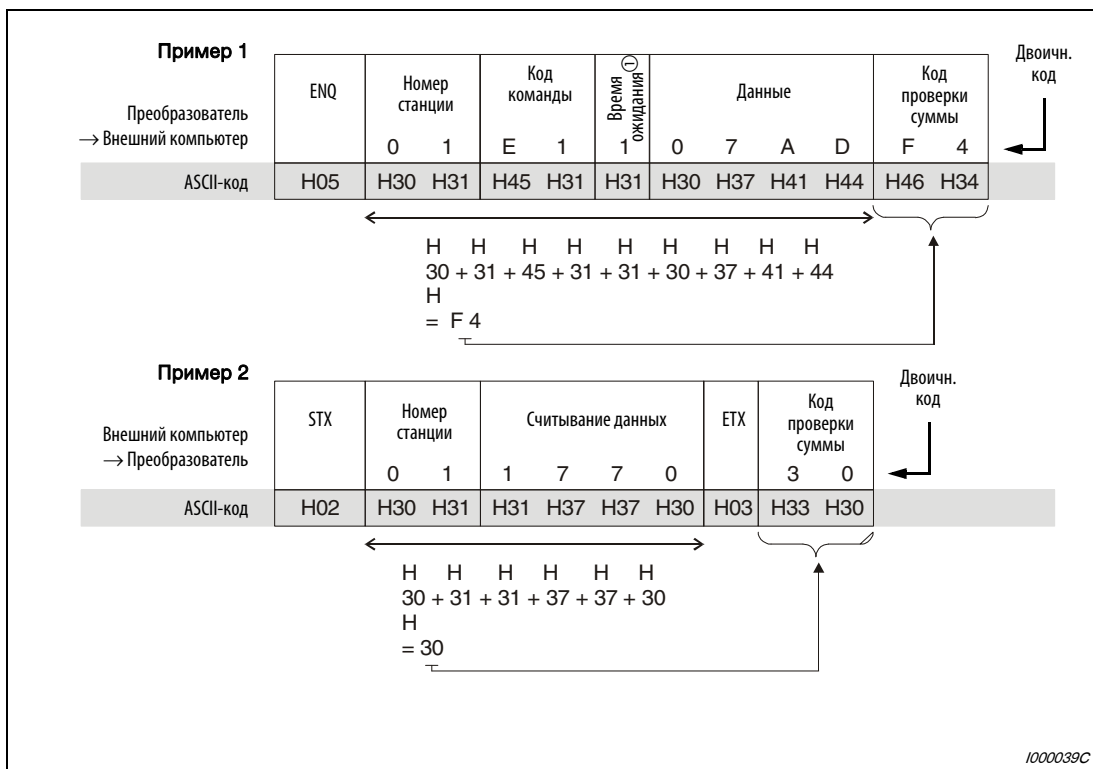 Пример 1
Преобразователь
→ Внешний компьютер
ENQ
Номер
станции
Код
команды
Время
ожидания ①
Данные
Код
проверки
суммы
Двоичн.
код
0 1 E 1 1 0 7 A D F 4
ASCII-код H05 H30 H31 H45 H31 H31 H30 H37 H41 H44 H46 H34
H H H H H H H H H
30 + 31 + 45 + 31 + 31 + 30 + 37 + 41 + 44
H
= F 4
Пример 2
Внешний компьютер
→ Преобразователь
STX
Номер
станции
Считывание данных
ETX
Код
проверки
суммы
Двоичн.
код
0 1 1 7 7 0 3 0
ASCII-код H02 H30 H31 H31 H37 H37 H30 H03 H33 H30
H H H H H H
30 + 31 + 31 + 37 + 37 + 30
H
= 30
I000039C